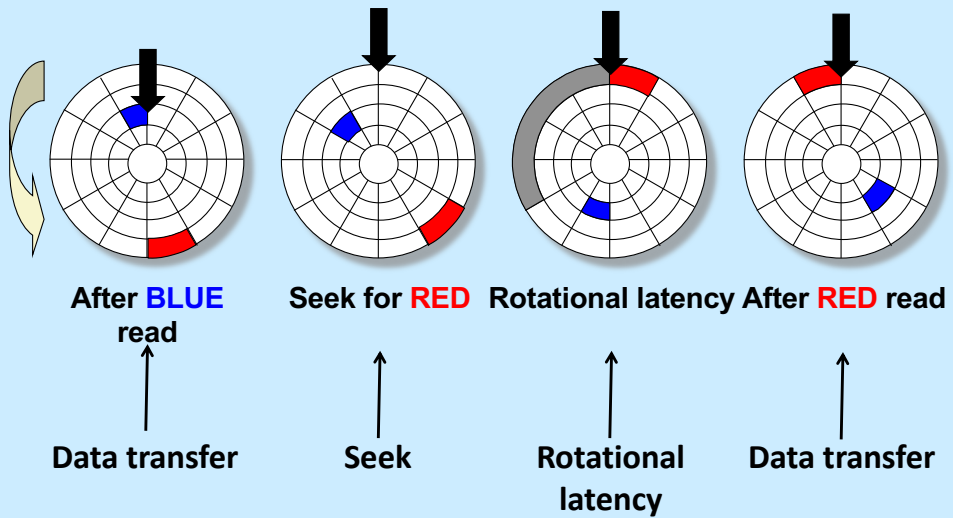 After BLUE
read
Seek for RED
Rotational latency
After RED read
Data transfer
Seek
Rotational
latency
Data transfer